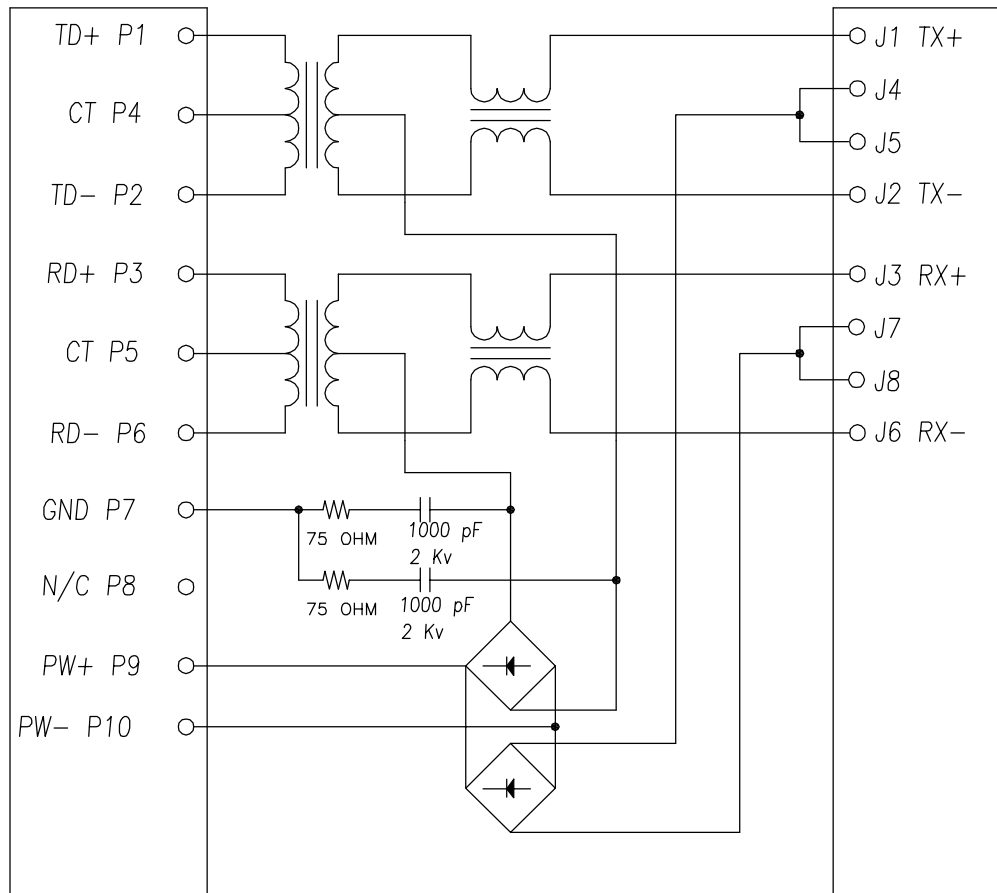 TD+ P1
CT P4
TD- P2
RD+ P3
CT P5
RD- P6
GND P7
N/C P8
PW+ P9
PW- P10
75 OHM
1000 pF
2 Kv
75 OHM
1000 pF
2 Kv
J1 TX+
J4
J5
J2 TX-
J3 RX+
J7
J8
J6 RX-